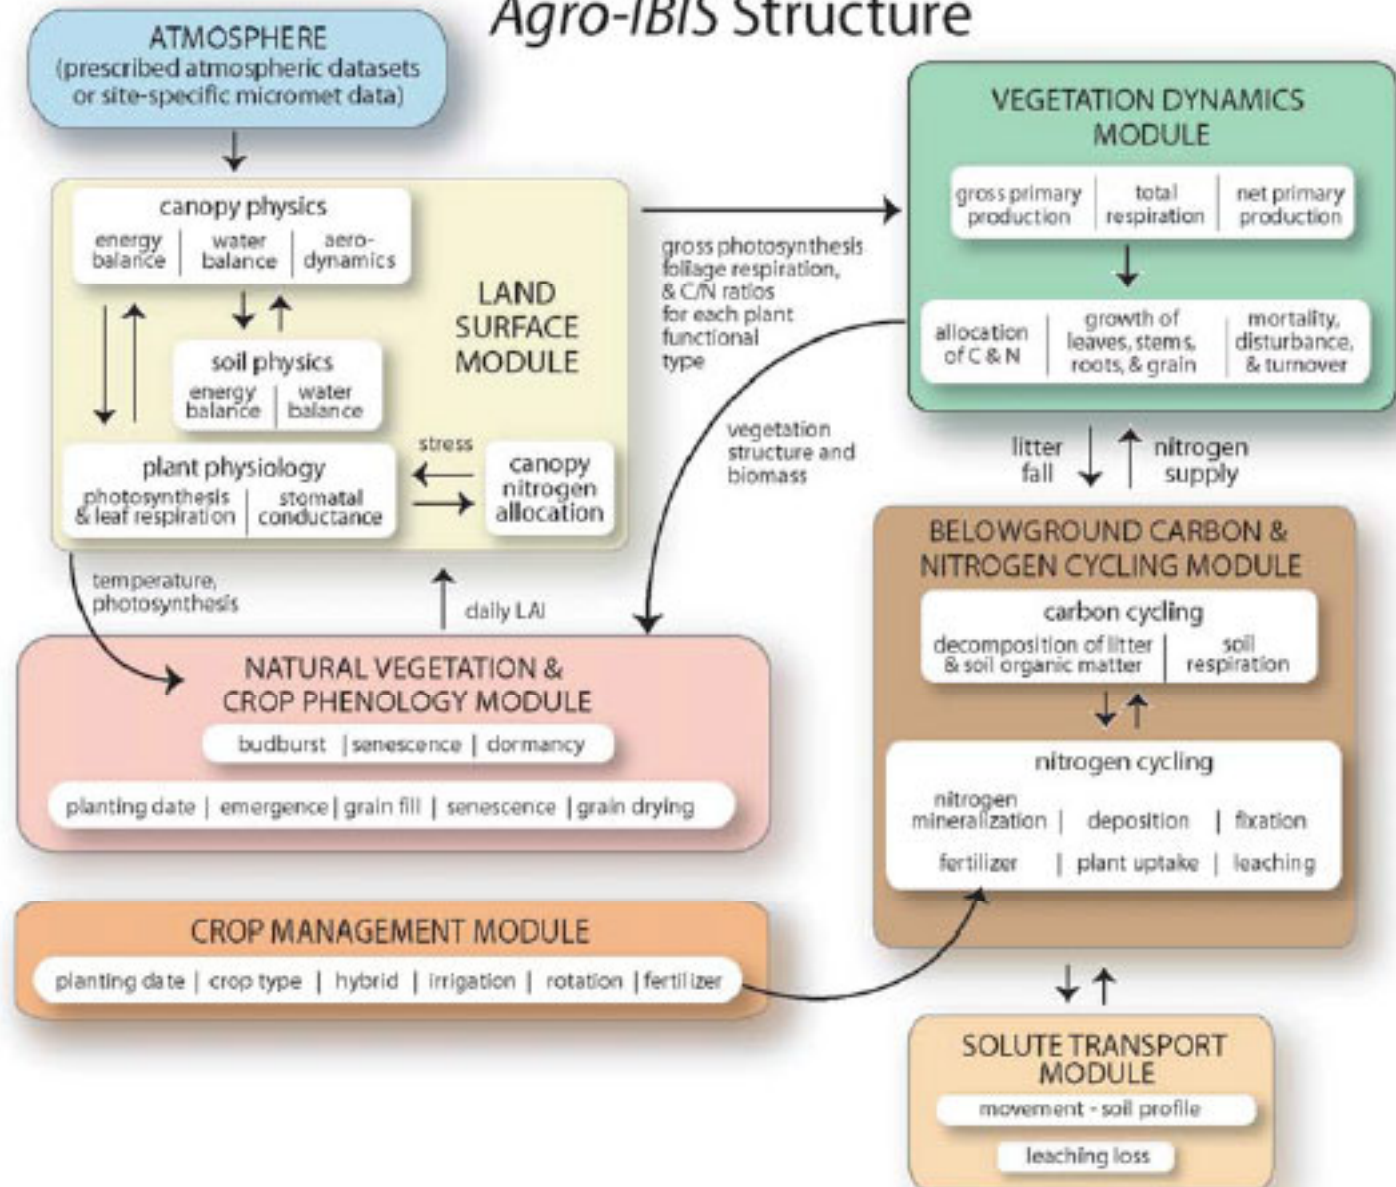 Agro-IBIS Structure
ATMOSPHERE
(prescribed atmospheric datasets
or site-specific micromet data)
canopy physics
energy
balance
water
balance
aero-
dynamics
LAND
SURFACE
MODULE
soil physics
energy
balance
water
balance
plant physiology
photosynthesis
& leaf respiration
stomatal
conductance
stress
canopy
nitrogen
allocation
gross photosynthesis
foliage respiration,
& C/N ratios
for each plant
functional
type
vegetation
structure and
biomass
VEGETATION DYNAMICS
MODULE
gross primary
production
total
respiration
net primary
production
allocation
of C & N
growth of
leaves, stems,
roots, & grain
mortality,
disturbance,
& turnover
litter
fall
nitrogen
supply
temperature,
photosynthesis
daily LAI
NATURAL VEGETATION &
CROP PHENOLOGY MODULE
budburst | senescence | dormancy
planting date | emergence | grain fill | senescence | grain drying
BELOWGROUND CARBON &
NITROGEN CYCLING MODULE
carbon cycling
decomposition of litter
& soil organic matter
soil
respiration
nitrogen cycling
nitrogen
mineralization | deposition | fixation
fertilizer | plant uptake | leaching
CROP MANAGEMENT MODULE
planting date | crop type | hybrid | irrigation | rotation | fertilizer
SOLUTE TRANSPORT
MODULE
movement - soil profile
leaching loss